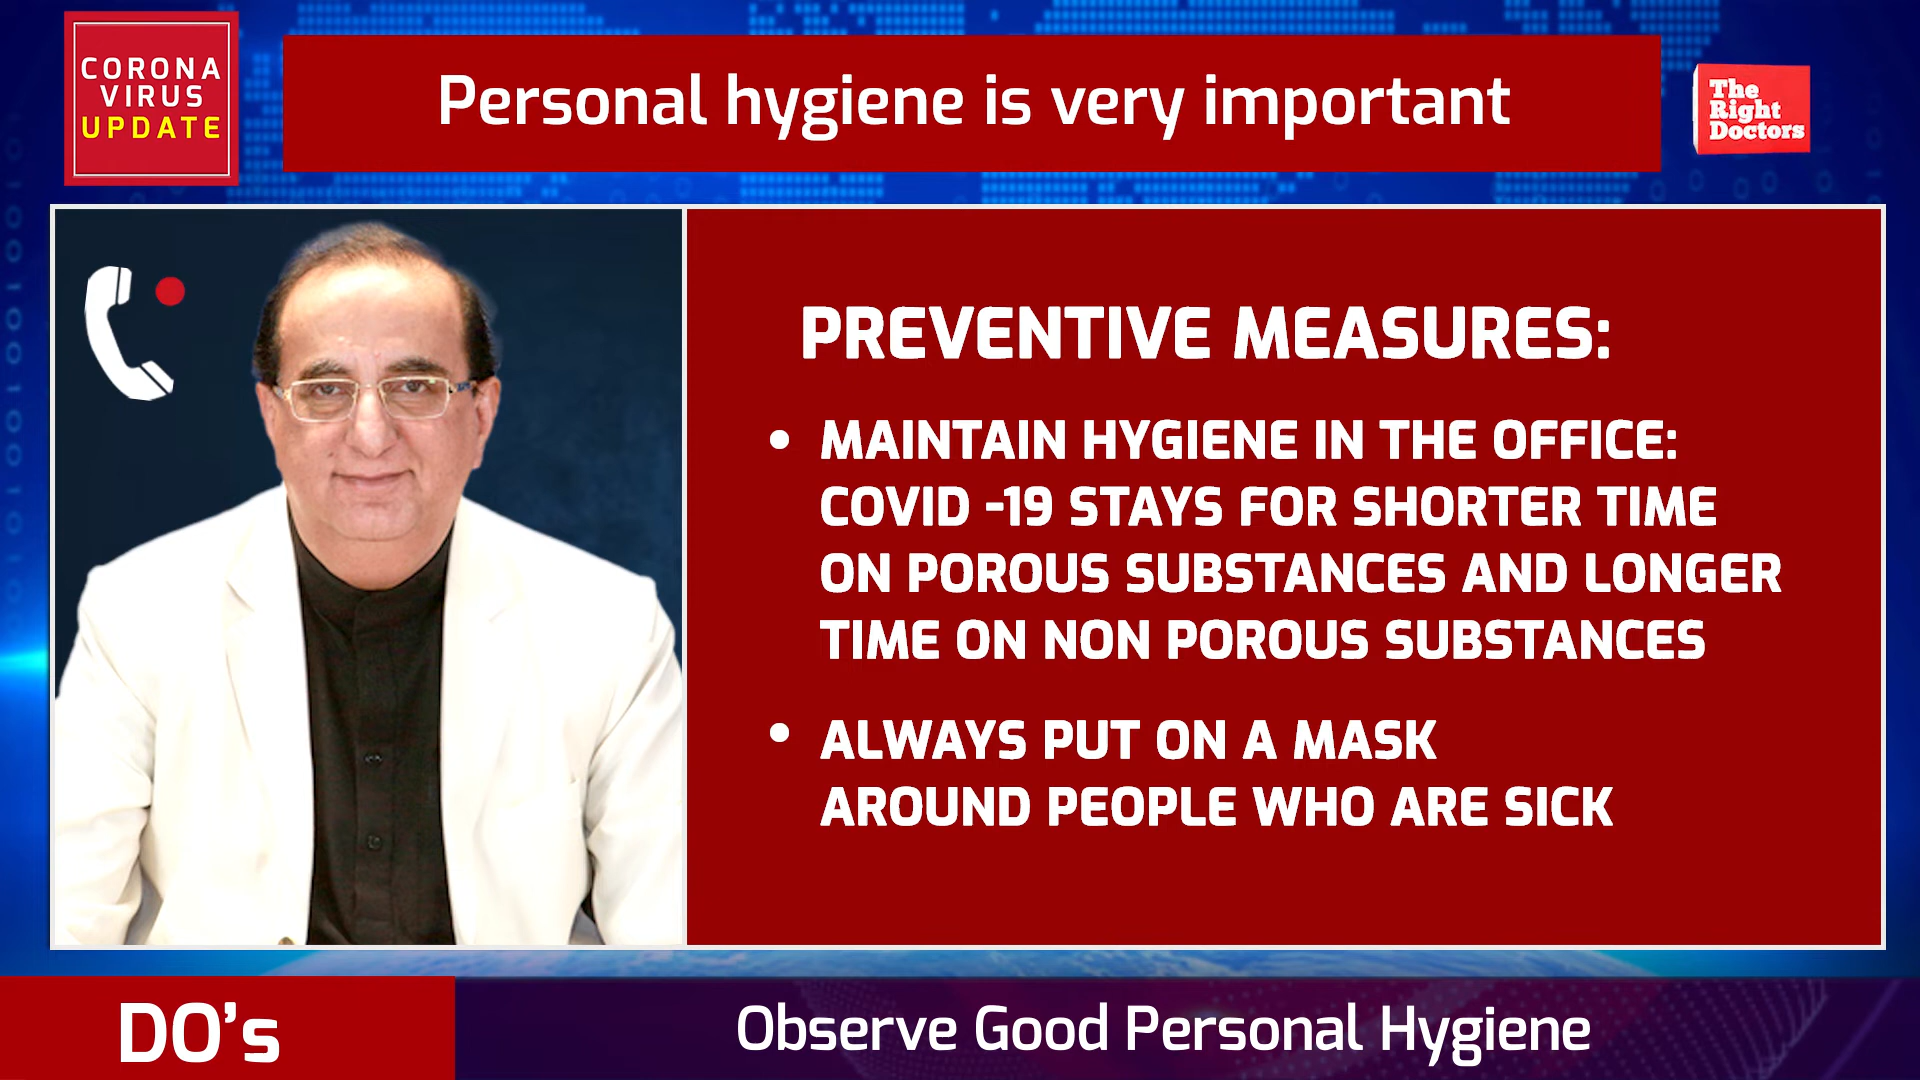 CORONA
VIRUS
UPDATE
Personal hygiene is very important
The
Right
Doctors
PREVENTIVE MEASURES:
• MAINTAIN HYGIENE IN THE OFFICE:
COVID -19 STAYS FOR SHORTER TIME
ON POROUS SUBSTANCES AND LONGER
TIME ON NON POROUS SUBSTANCES
• ALWAYS PUT ON A MASK
AROUND PEOPLE WHO ARE SICK
DO's
Observe Good Personal Hygiene